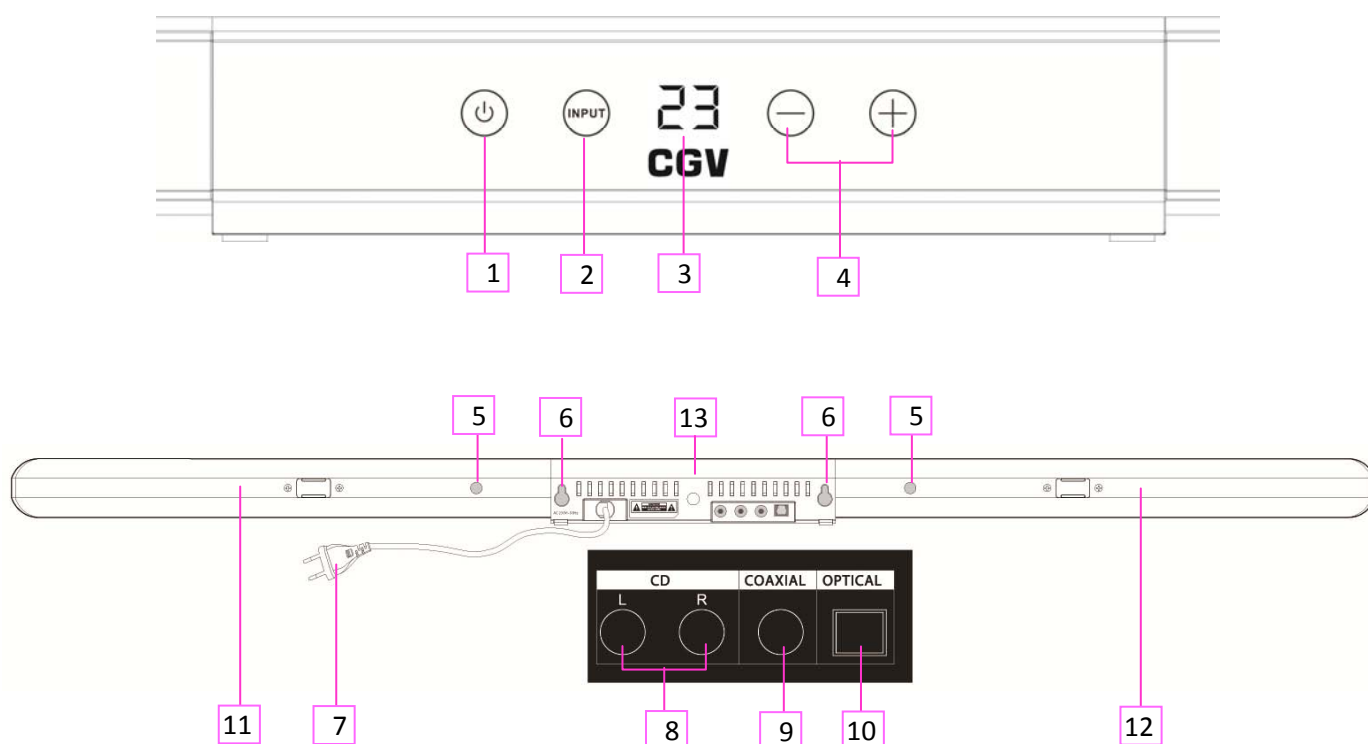 INPUT
23
CGV
1 2 3 4
5 6 13 6 5
CD COAXIAL OPTICAL
L R
11 7 8 9 10 12